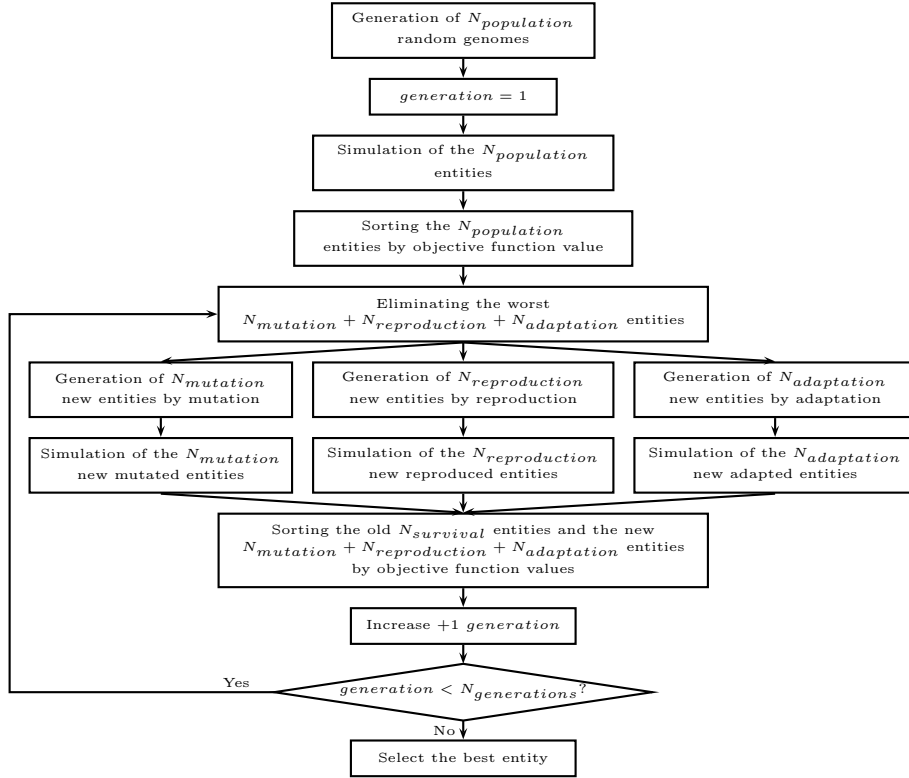 Generation of N_population
random genomes
generation = 1
Simulation of the N_population
entities
Sorting the N_population
entities by objective function value
Eliminating the worst
N_mutation + N_reproduction + N_adaptation entities
Generation of N_mutation
new entities by mutation
Generation of N_reproduction
new entities by reproduction
Generation of N_adaptation
new entities by adaptation
Simulation of the N_mutation
new mutated entities
Simulation of the N_reproduction
new reproduced entities
Simulation of the N_adaptation
new adapted entities
Sorting the old N_survival entities and the new
N_mutation + N_reproduction + N_adaptation entities
by objective function values
Increase +1 generation
Yes
generation < N_generations?
No
Select the best entity